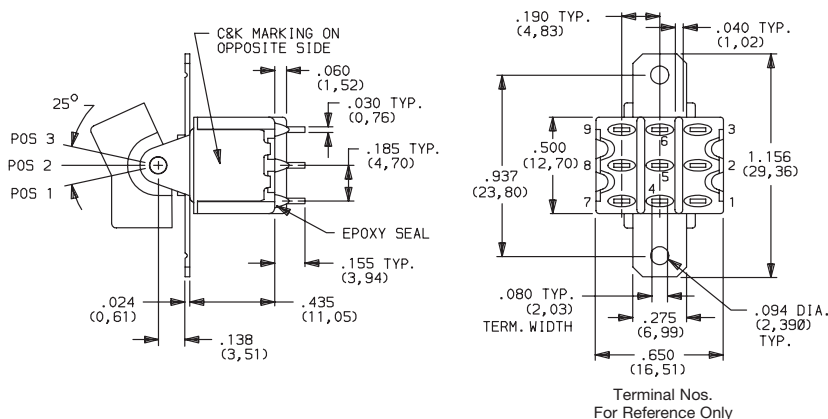 C&K MARKING ON
OPPOSITE SIDE
.060
(1,52)
.030 TYP.
(0,76)
25°
POS 3
POS 2
POS 1
.185 TYP.
(4,70)
EPOXY SEAL
.155 TYP.
(3,94)
.024
(0,61)
.435
(11,05)
.138
(3,51)
.190 TYP.
(4,83)
.040 TYP.
(1,02)
9
6
3
.500
(12,70)
8
5
2
1.156
(29,36)
.937
(23,80)
7
4
1
.080 TYP.
(2,03)
TERM. WIDTH
.275
(6,99)
.094 DIA.
(2,390)
TYP.
.650
(16,51)
Terminal Nos.
For Reference Only